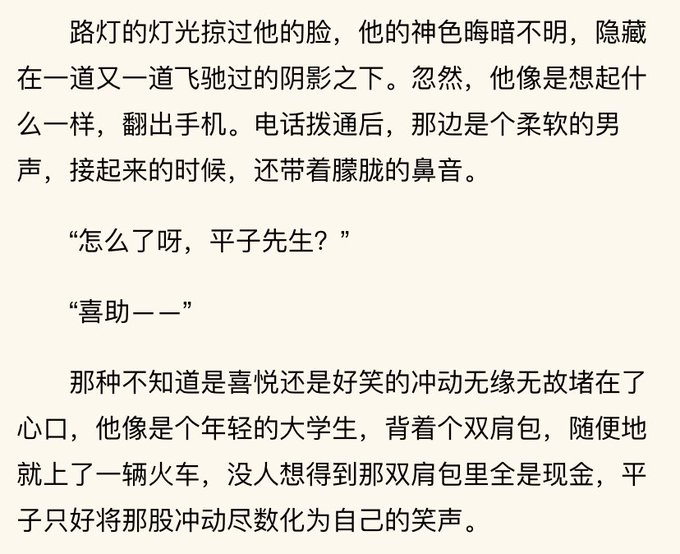 路灯的灯光掠过他的脸，他的神色晦暗不明，隐藏
在一道又一道飞驰过的阴影之下。忽然，他像是想起什
么一样，翻出手机。电话拨通后，那边是个柔软的男
声，接起来的时候，还带着朦胧的鼻音。
“怎么了呀，平子先生？”
“喜助——”
那种不知道是喜悦还是好笑的冲动无缘无故堵在了
心口，他像是个年轻的大学生，背着个双肩包，随便地
就上了一辆火车，没人想得到那双肩包里全是现金，平
子只好将那股冲动尽数化为自己的笑声。